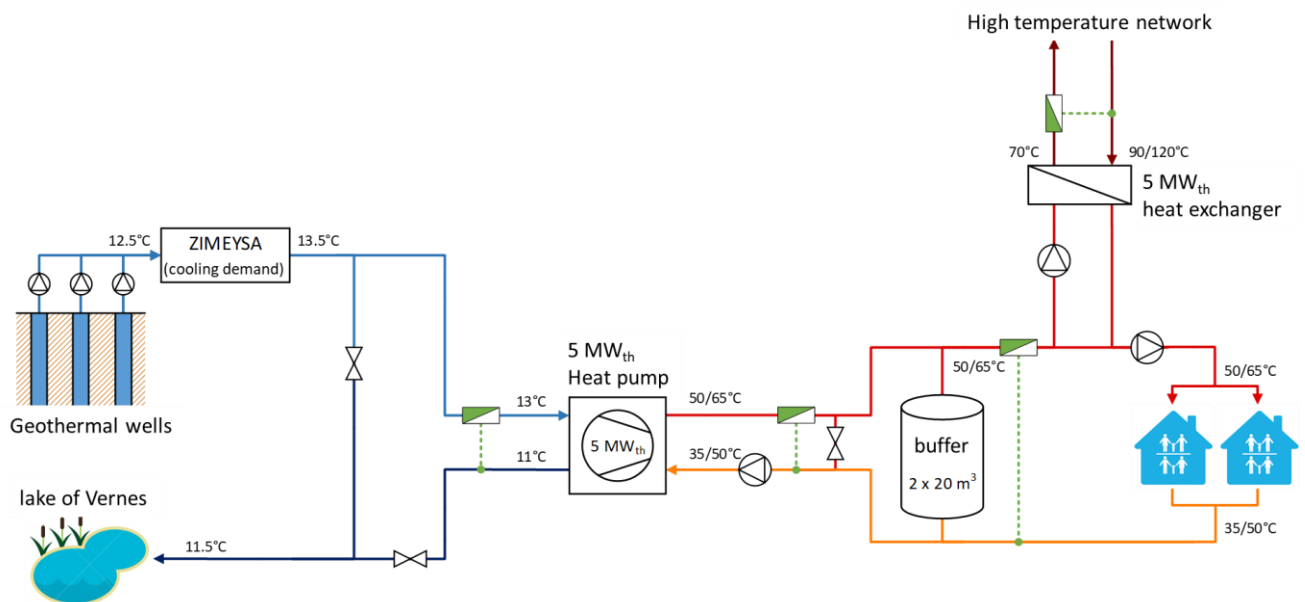 High temperature network
70°C
90/120°C
5 MWth
heat exchanger
12.5°C
ZIMEYSA
(cooling demand)
13.5°C
Geothermal wells
5 MWth
Heat pump
50/65°C
50/65°C
50/65°C
13°C
5 MWth
buffer
2 x 20 m3
11°C
35/50°C
lake of Vernes
11.5°C
35/50°C